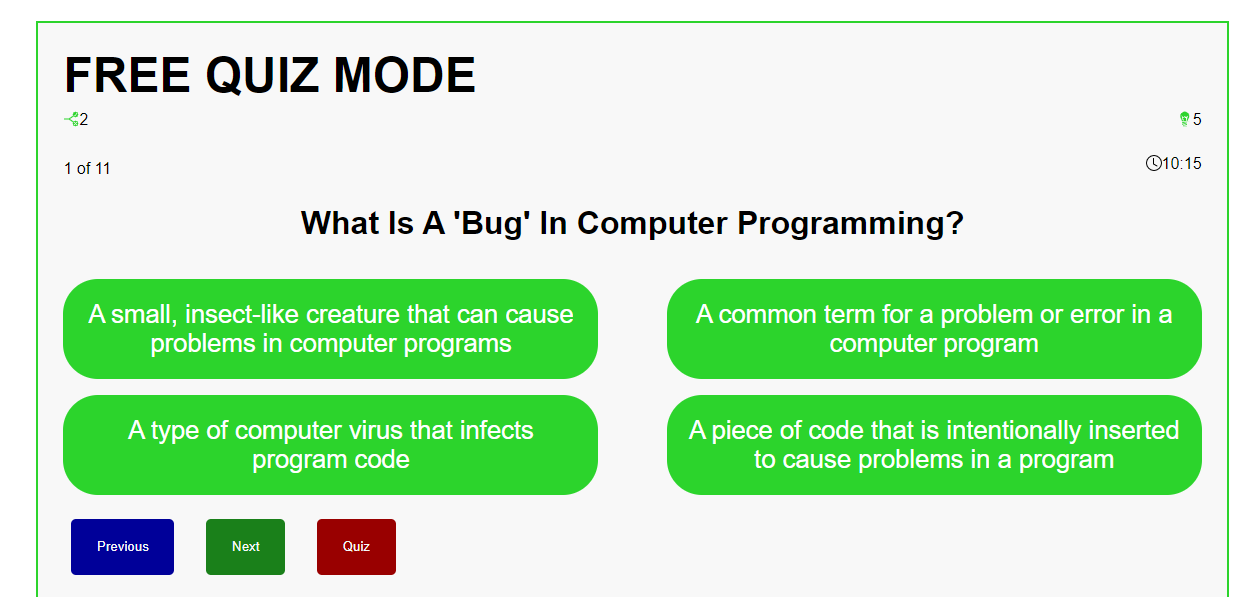 FREE QUIZ MODE
2
5
1 of 11
10:15
What Is A 'Bug' In Computer Programming?
A small, insect-like creature that can cause
problems in computer programs
A common term for a problem or error in a
computer program
A type of computer virus that infects
program code
A piece of code that is intentionally inserted
to cause problems in a program
Previous
Next
Quiz